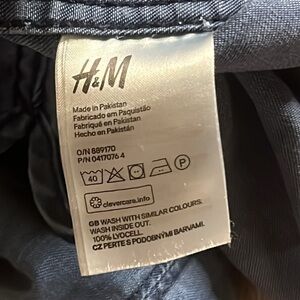 H&M
Made in Pakistan
Fabricado em Paquistão
Fabriqué en Pakistan
Hecho en Pakistán
O/N 889170
P/N 0417076 4
40 P
clevercare.info
GB WASH WITH SIMILAR COLOURS.
WASH INSIDE OUT.
100% LYOCELL.
CZ PERTE S PODOBNÝMI BARVAMI.